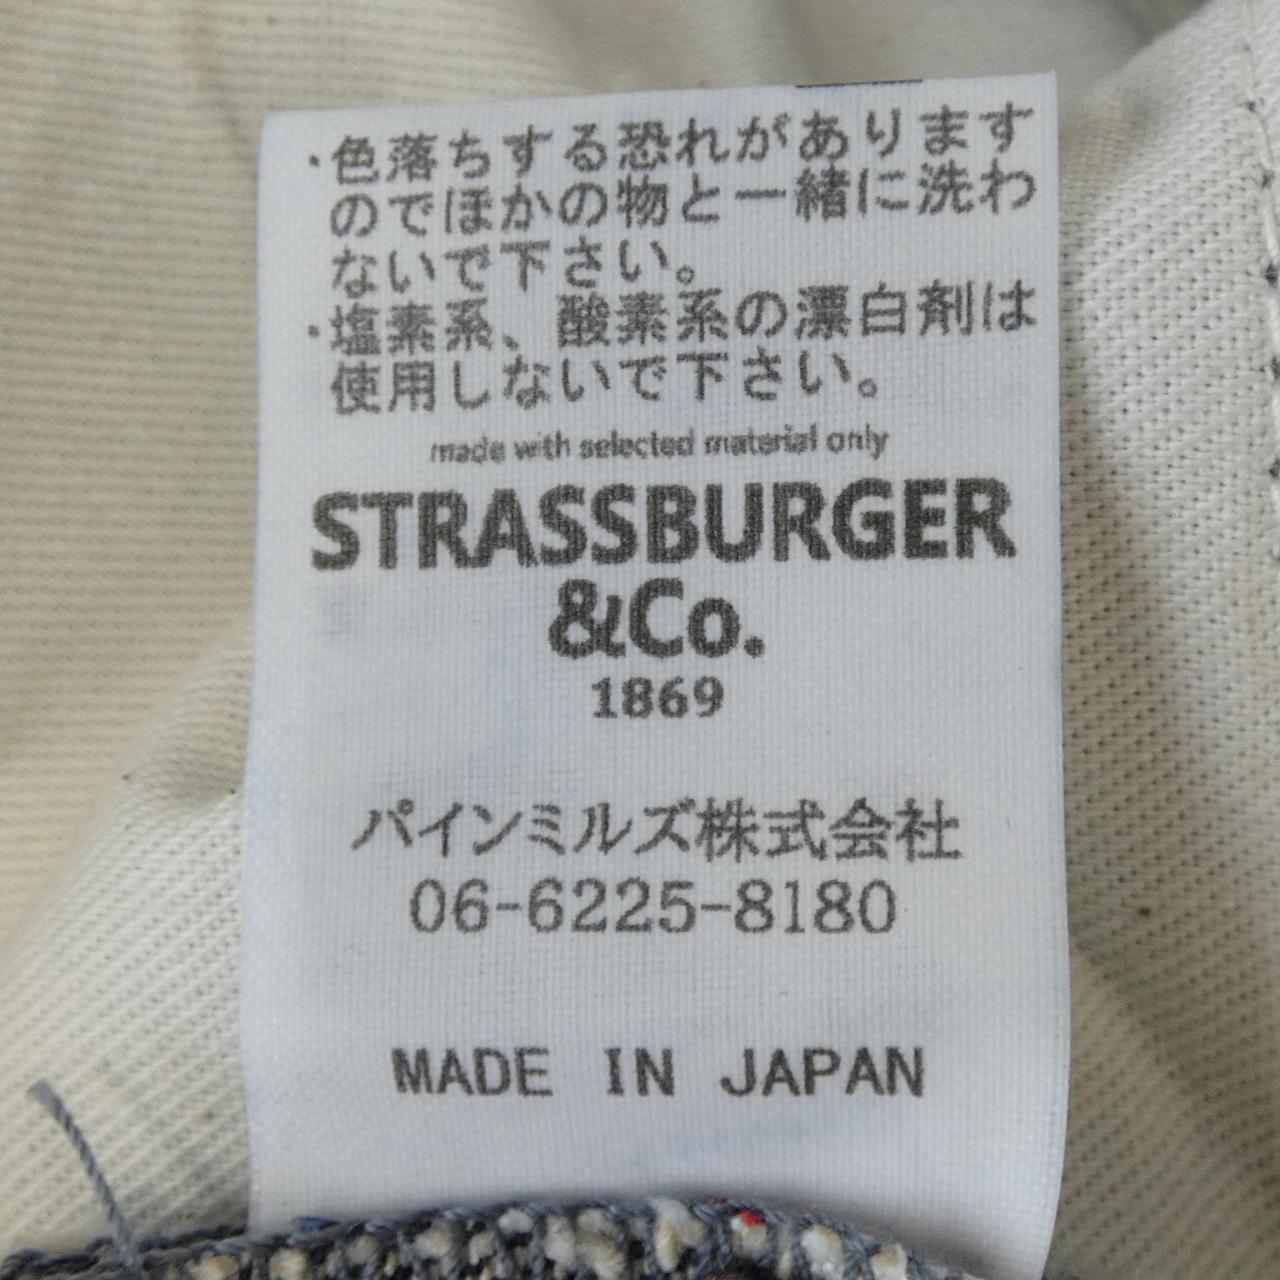 ・色落ちする恐れがあります
のでほかの物と一緒に洗わ
ないで下さい。
・塩素系、酸素系の漂白剤は
使用しないで下さい。
made with selected material only
STRASSBURGER
&Co.
1869
パインミルズ株式会社
06-6225-8180
MADE IN JAPAN